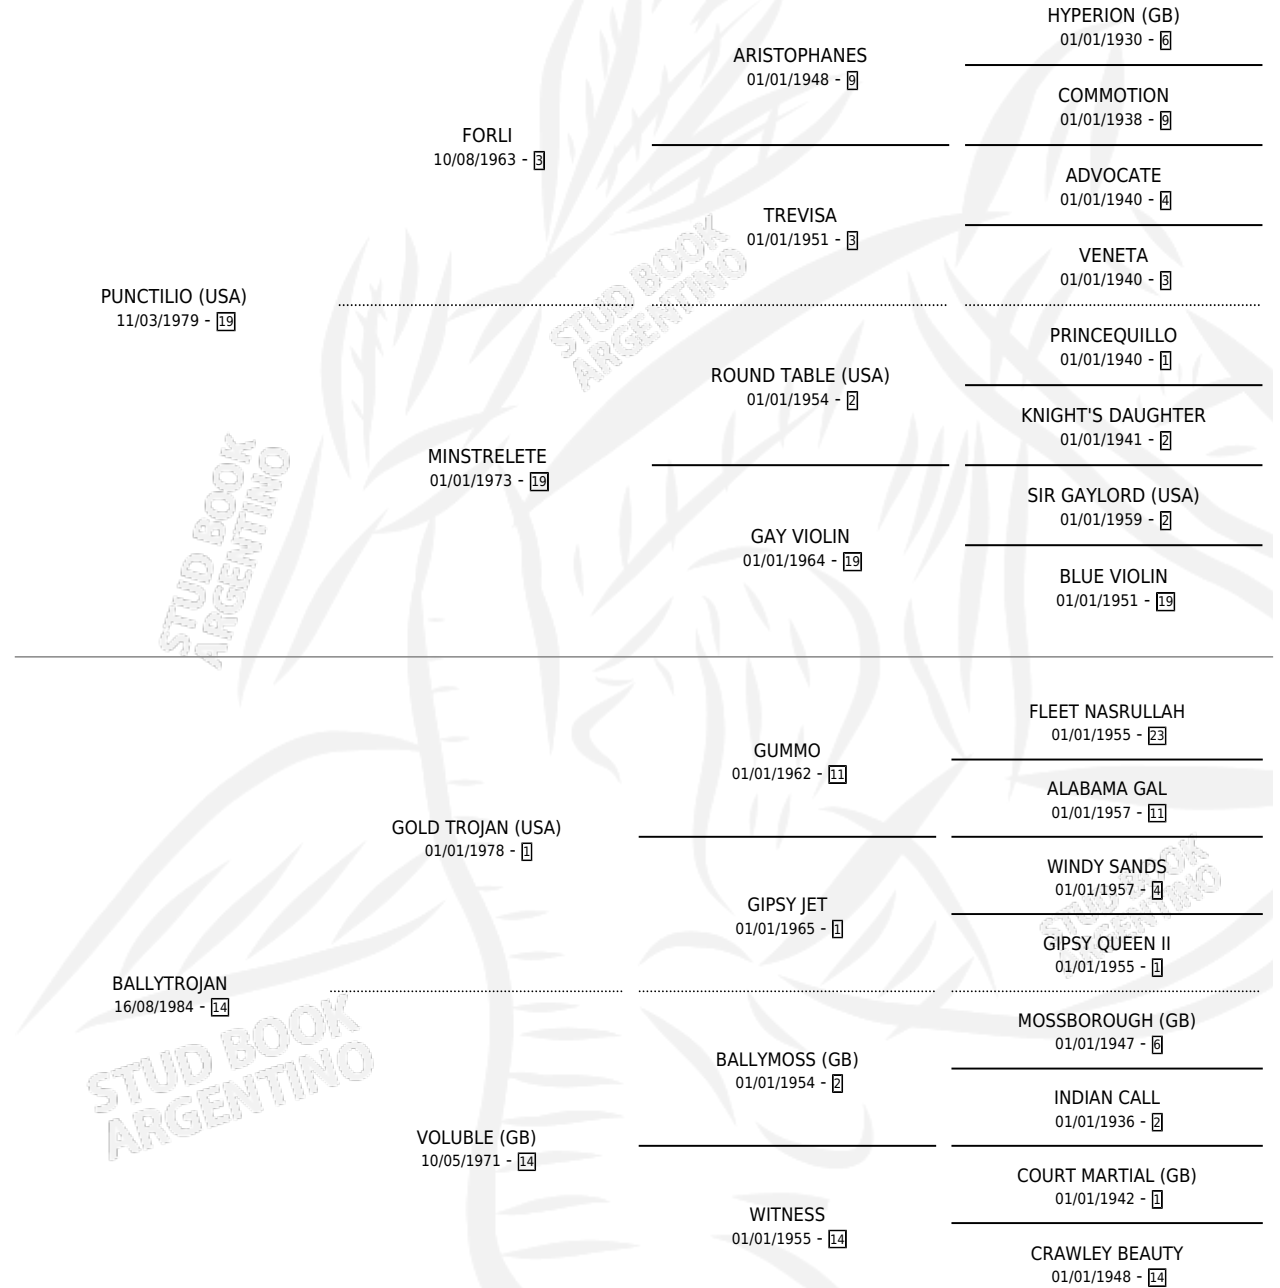 HYPERION (GB)
01/01/1930 - 6
ARISTOPHANES
01/01/1948 - 9
COMMOTION
01/01/1938 - 9
FORLI
10/08/1963 - 3
ADVOCATE
01/01/1940 - 4
TREVISA
01/01/1951 - 3
VENETA
01/01/1940 - 3
PUNCTILIO (USA)
11/03/1979 - 19
STUD BOOK
ARGENTINO
PRINCEQUILLO
01/01/1940 - 1
ROUND TABLE (USA)
01/01/1954 - 2
KNIGHT'S DAUGHTER
01/01/1941 - 2
MINSTRELETE
01/01/1973 - 19
SIR GAYLORD (USA)
01/01/1959 - 2
GAY VIOLIN
01/01/1964 - 19
BLUE VIOLIN
01/01/1951 - 19
STUD BOOK
ARGENTINO
FLEET NASRULLAH
01/01/1955 - 23
GUMMO
01/01/1962 - 11
ALABAMA GAL
01/01/1957 - 11
GOLD TROJAN (USA)
01/01/1978 - 1
WINDY SANDS
01/01/1957 - 4
GIPSY JET
01/01/1965 - 1
STUD BOOK
ARGENTINO
GIPSY QUEEN II
01/01/1955 - 1
BALLYTROJAN
16/08/1984 - 14
MOSSBOROUGH (GB)
01/01/1947 - 6
BALLYMOSS (GB)
01/01/1954 - 2
STUD BOOK
ARGENTINO
INDIAN CALL
01/01/1936 - 2
VOLUBLE (GB)
10/05/1971 - 14
COURT MARTIAL (GB)
01/01/1942 - 1
WITNESS
01/01/1955 - 14
CRAWLEY BEAUTY
01/01/1948 - 14